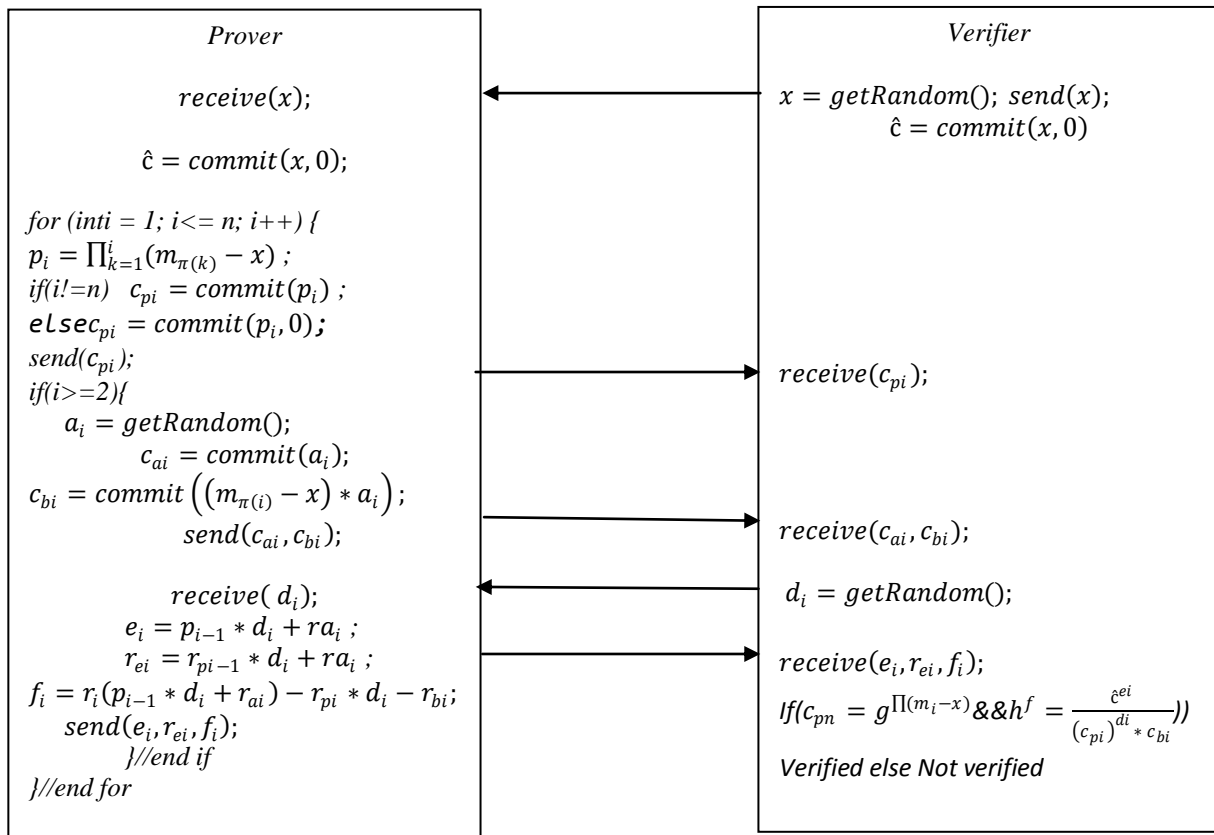 Prover
receive(x);
ĉ = commit(x, 0);
for (inti = 1; i<= n; i++) {
p_i = ∏_{k=1}^{i}(m_{π(k)} − x) ;
if(i!=n) c_{pi} = commit(p_i) ;
elsec_{pi} = commit(p_i, 0);
send(c_{pi});
if(i>=2){
a_i = getRandom();
c_{ai} = commit(a_i);
c_{bi} = commit((m_{π(i)} − x) * a_i);
send(c_{ai}, c_{bi});
receive( d_i);
e_i = p_{i−1} * d_i + ra_i ;
r_{ei} = r_{pi−1} * d_i + ra_i ;
f_i = r_i(p_{i−1} * d_i + r_{ai}) − r_{pi} * d_i − r_{bi};
send(e_i, r_{ei}, f_i);
}//end if
}//end for
Verifier
x = getRandom(); send(x);
ĉ = commit(x, 0)
receive(c_{pi});
receive(c_{ai}, c_{bi});
d_i = getRandom();
receive(e_i, r_{ei}, f_i);
If(c_{pn} = g^{∏(m_i−x)}&&h^f = ĉ^{ei}/((c_{pi})^{di} * c_{bi})))
Verified else Not verified